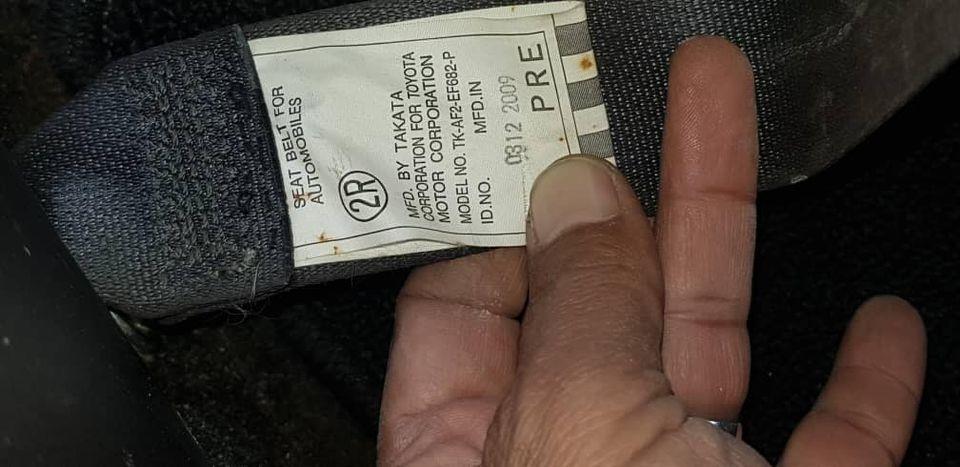 SEAT BELT FOR
AUTOMOBILES
2R
MFD. BY TAKATA
CORPORATION FOR TOYOTA
MOTOR CORPORATION
MODEL NO. TK-AF2-EF682-P
ID.NO. MFD.IN
0312 2009
PRE